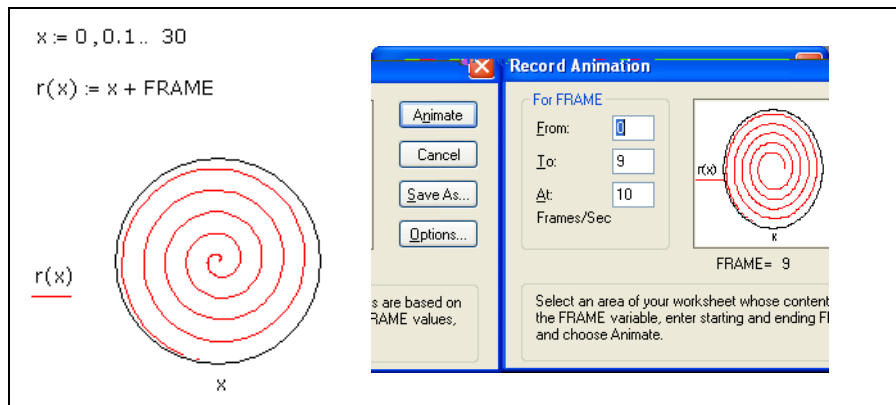 x := 0 , 0.1 .. 30
r(x) := x + FRAME
r(x)
x
Animate
Cancel
Save As...
Options...
s are based on
RAME values,
Record Animation
For FRAME
From: 0
To: 9
At: 10
Frames/Sec
r(x)
x
FRAME= 9
Select an area of your worksheet whose content
the FRAME variable, enter starting and ending F
and choose Animate.